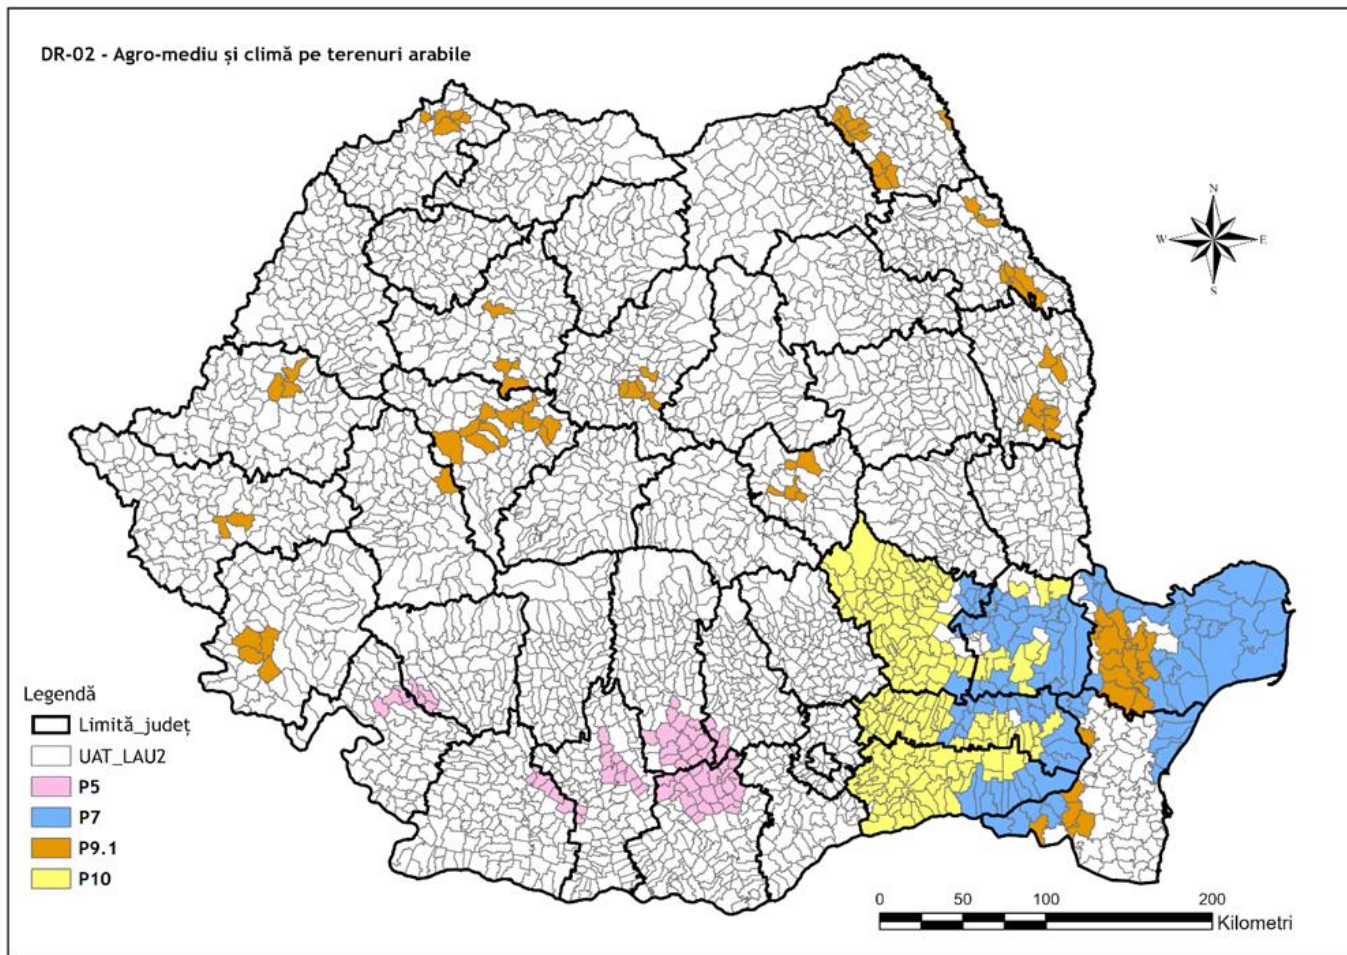 DR-02 - Agro-mediu și climă pe terenuri arabile
N
W
E
S
Legendă
Limită_județ
UAT_LAU2
P5
P7
P9.1
P10
0 50 100 200
Kilometri